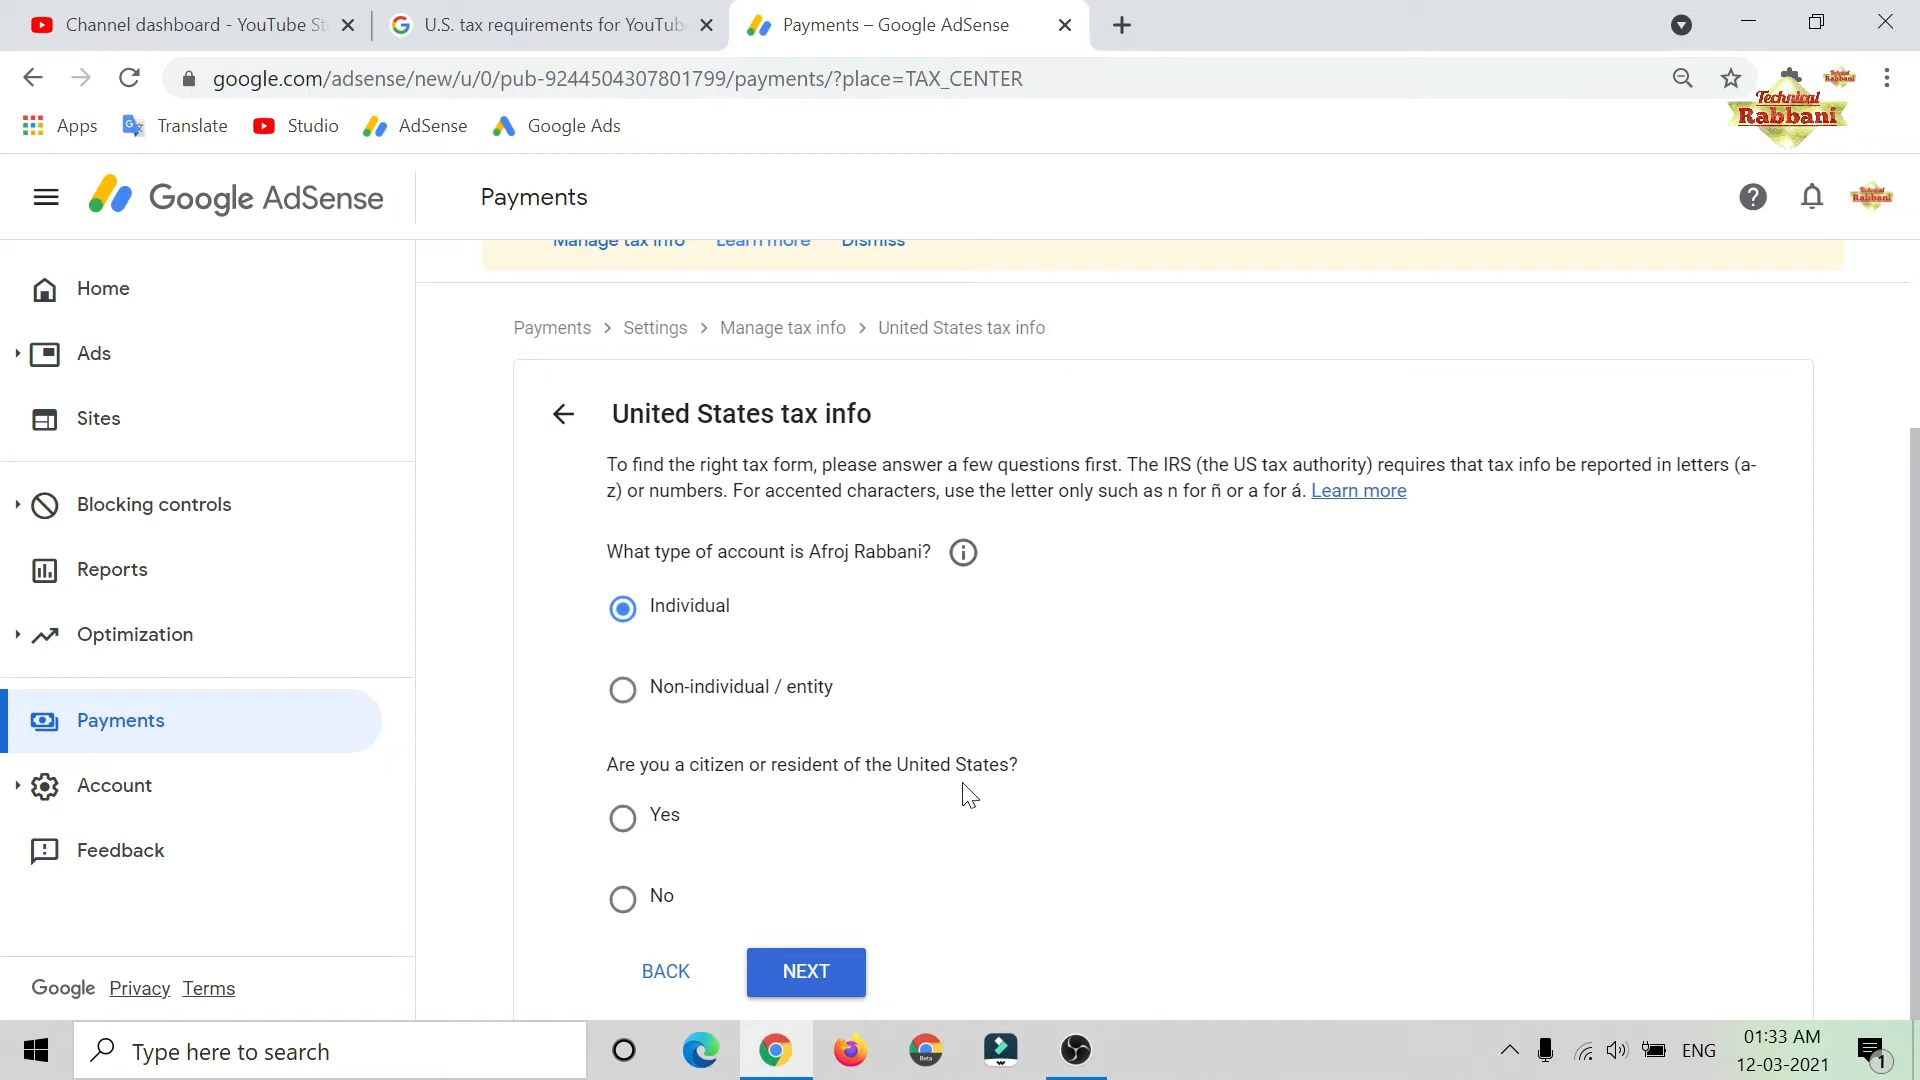 Channel dashboard - YouTube St
U.S. tax requirements for YouTub
Payments – Google AdSense
google.com/adsense/new/u/0/pub-9244504307801799/payments/?place=TAX_CENTER
Technical
Rabbani
Technical
Rabbani
Apps
Translate
Studio
AdSense
Google Ads
Google AdSense
Payments
Technical
Rabbani
Manage tax info
Learn more
Dismiss
Home
Ads
Sites
Blocking controls
Reports
Optimization
Payments
Account
Feedback
Google Privacy Terms
Payments > Settings > Manage tax info > United States tax info
United States tax info
To find the right tax form, please answer a few questions first. The IRS (the US tax authority) requires that tax info be reported in letters (a-
z) or numbers. For accented characters, use the letter only such as n for ñ or a for á. Learn more
What type of account is Afroj Rabbani?
Individual
Non-individual / entity
Are you a citizen or resident of the United States?
Yes
No
BACK
NEXT
Type here to search
Beta
ENG
01:33 AM
12-03-2021
1